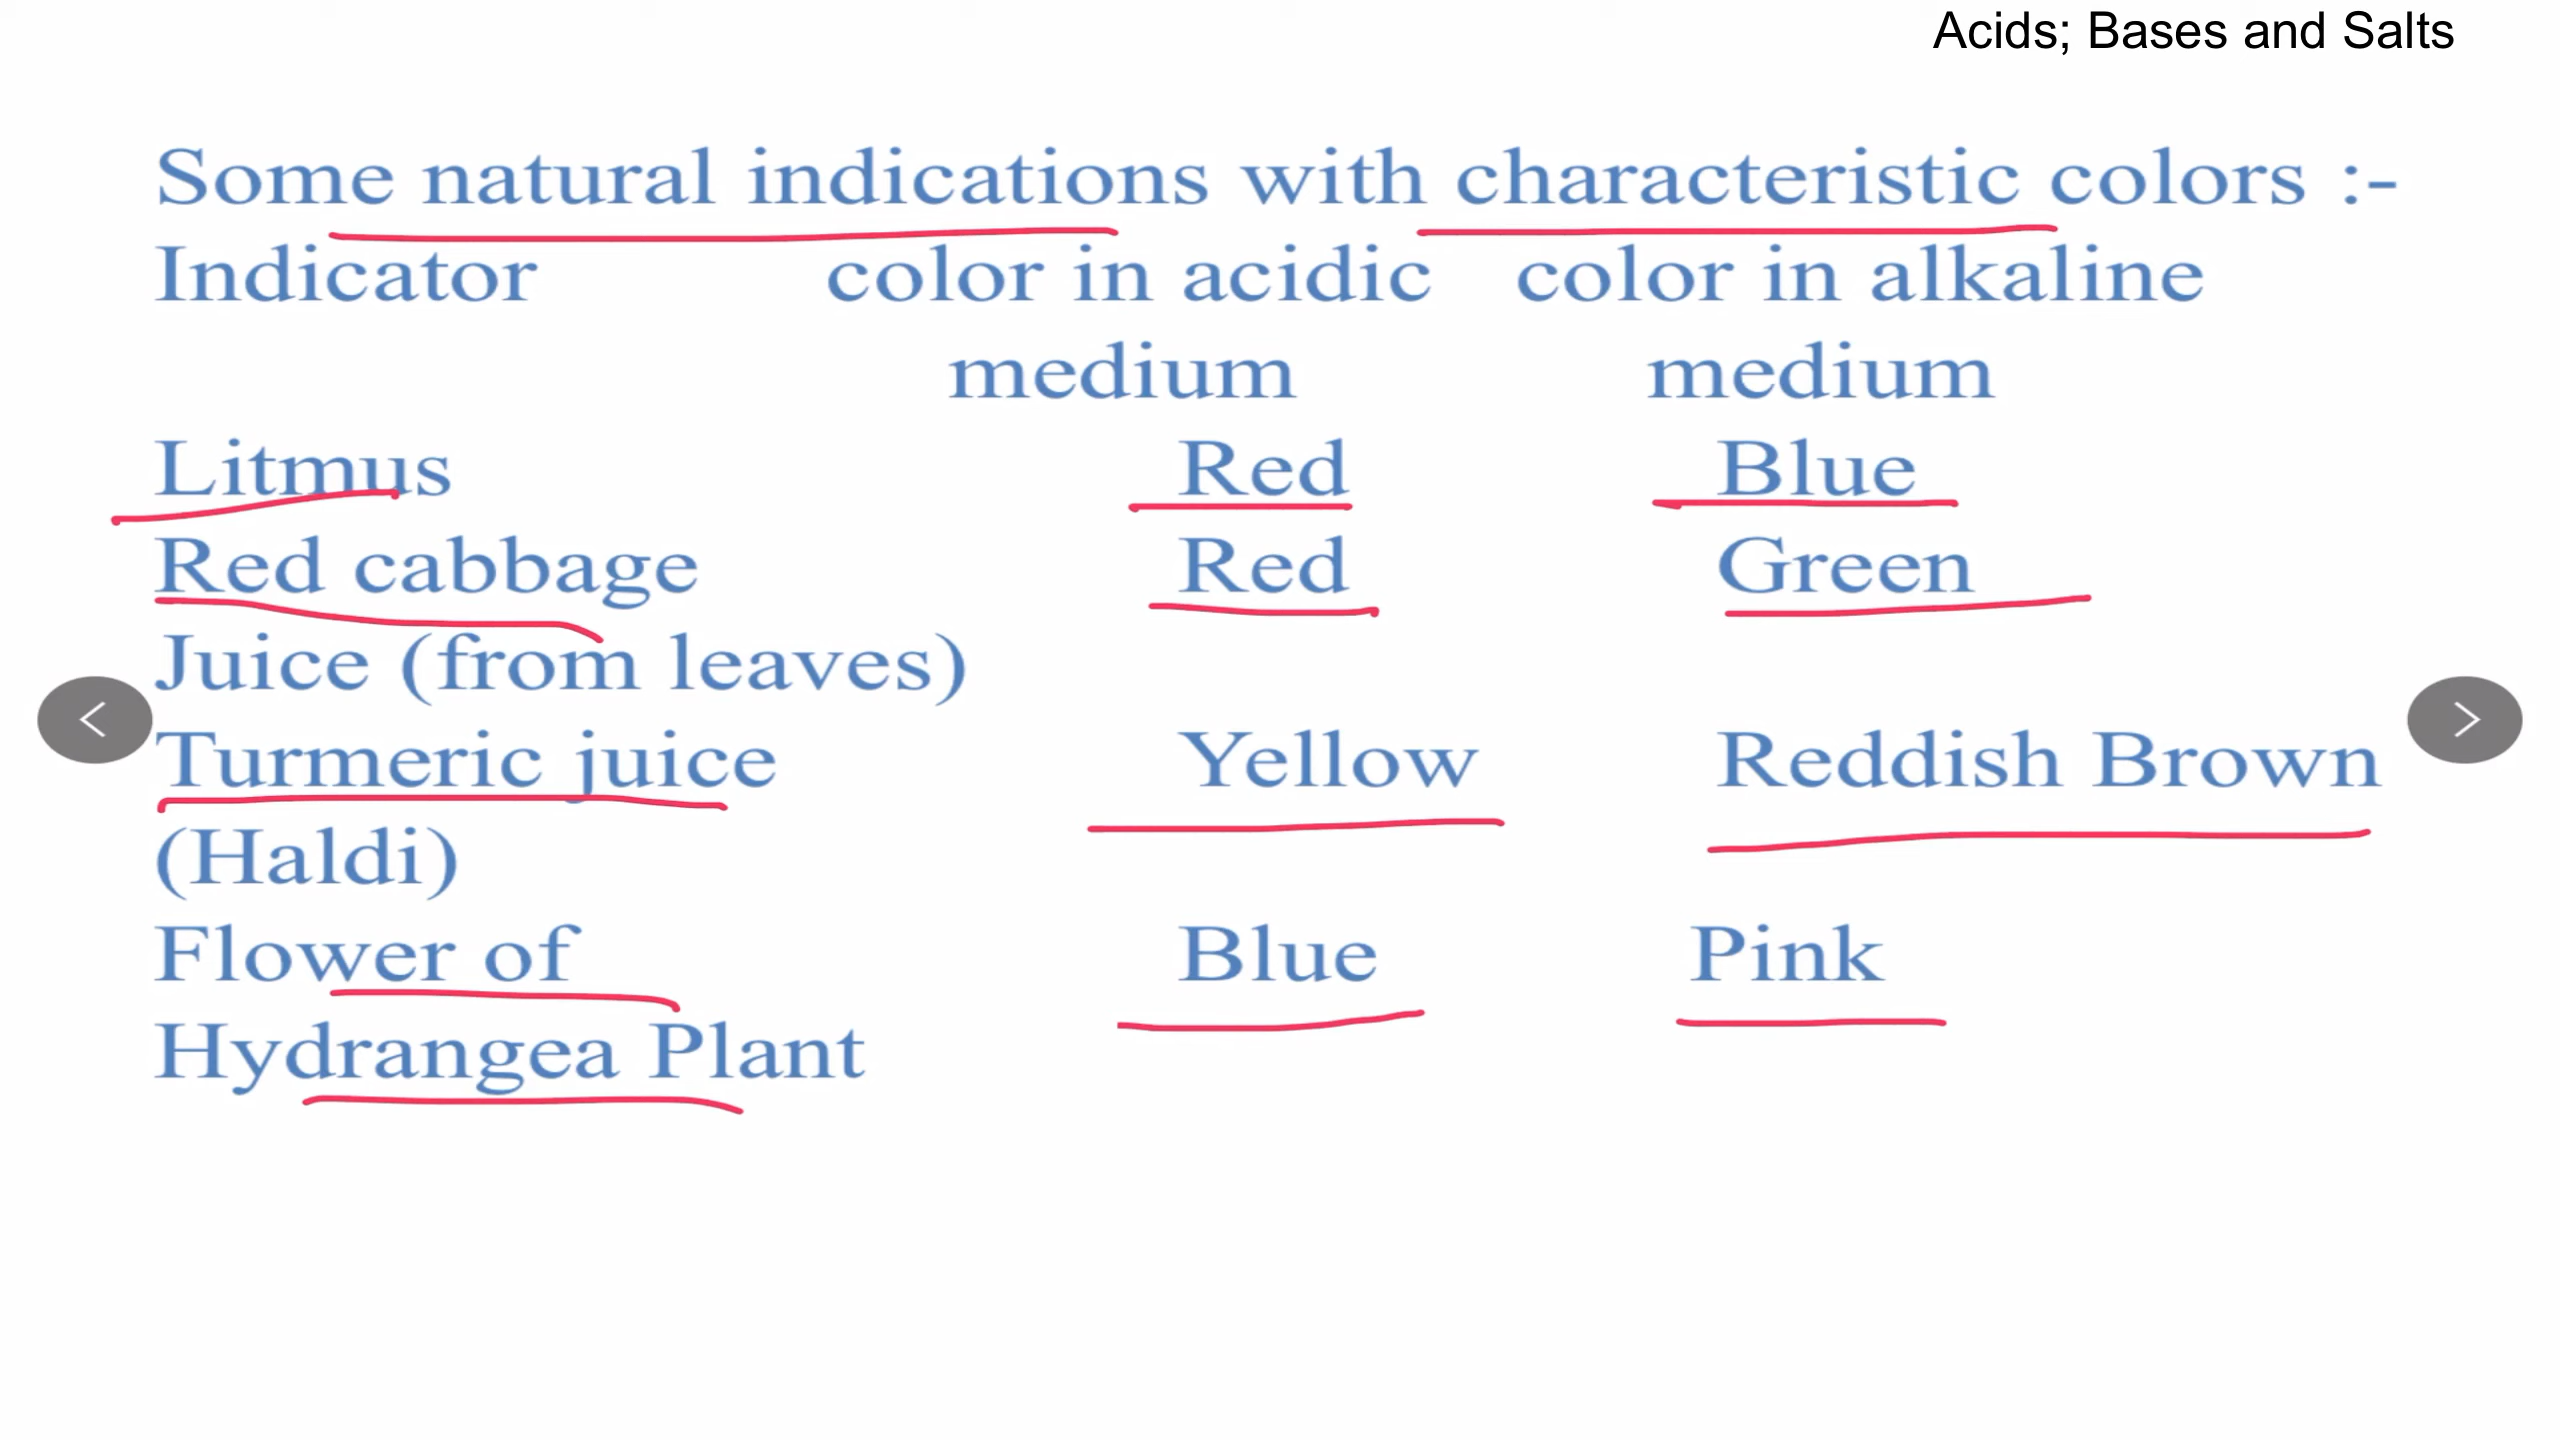 Acids; Bases and Salts
Some natural indications with characteristic colors :-
Indicator color in acidic color in alkaline
medium medium
Litmus Red Blue
Red cabbage Red Green
Juice (from leaves)
Turmeric juice Yellow Reddish Brown
(Haldi)
Flower of Blue Pink
Hydrangea Plant